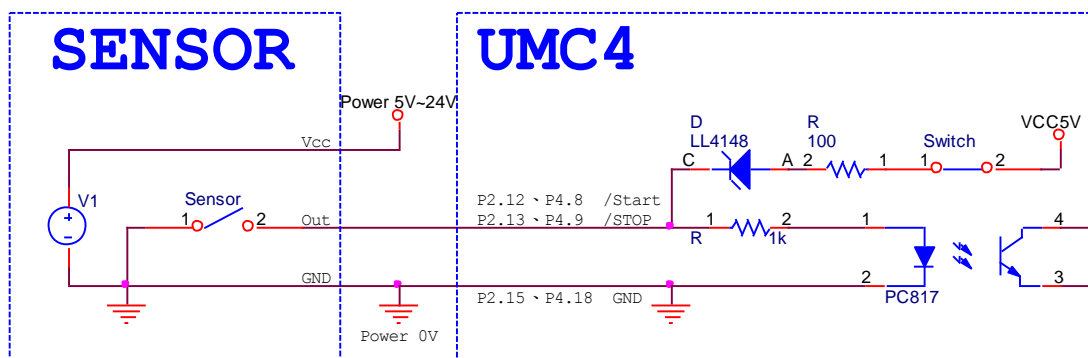 SENSOR
UMC4
Power 5V~24V
D
LL4148
R
100
VCC5V
Switch
Vcc
C
A
2
1
1
2
V1
Sensor
1
2
Out
P2.12、P4.8 /Start
P2.13、P4.9 /STOP
1
2
R
1k
1
4
GND
P2.15、P4.18 GND
2
PC817
3
Power 0V